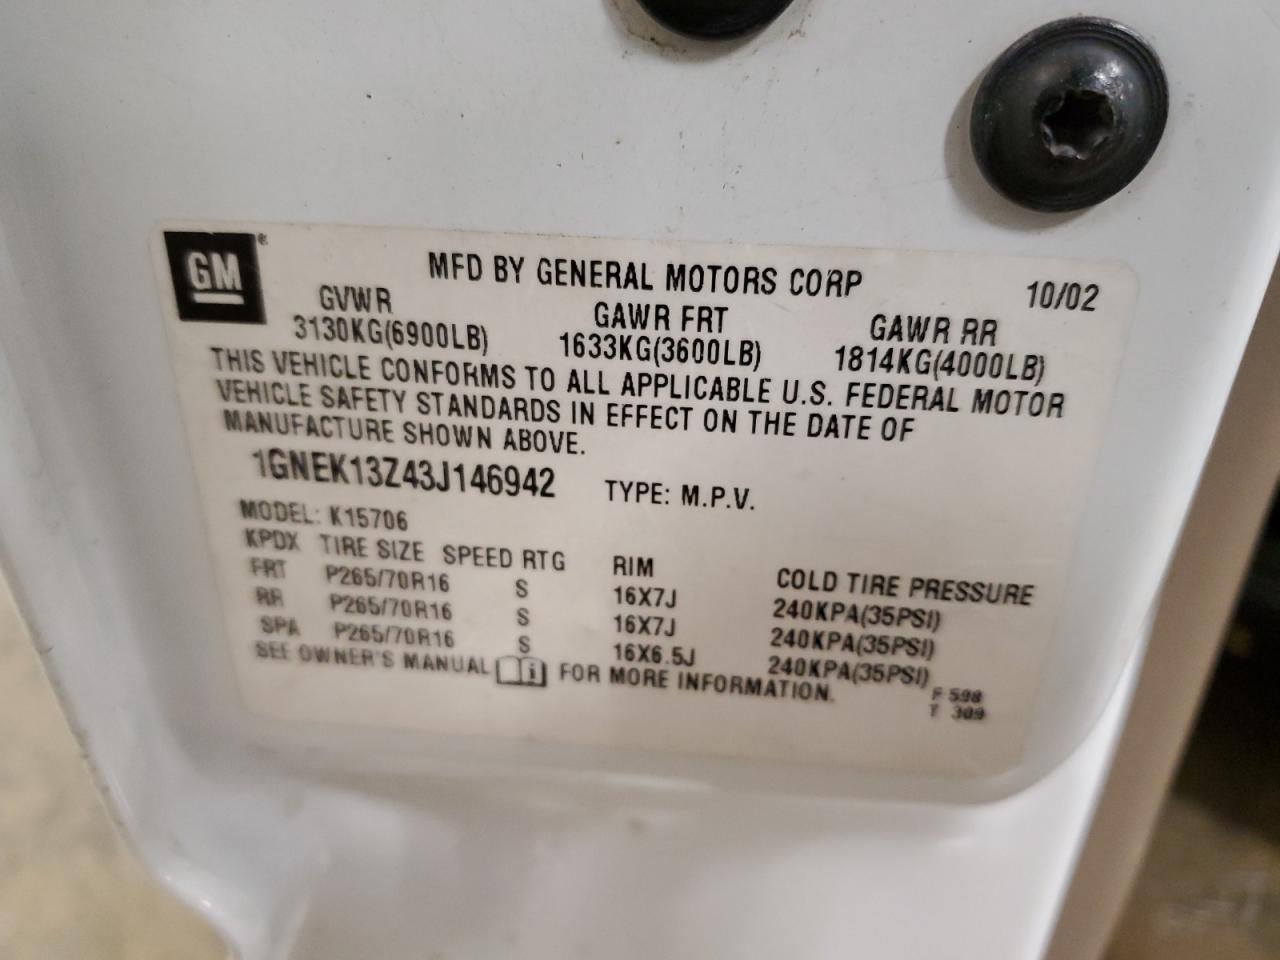 GM®
MFD BY GENERAL MOTORS CORP 10/02
GVWR GAWR FRT GAWR RR
3130KG(6900LB) 1633KG(3600LB) 1814KG(4000LB)
THIS VEHICLE CONFORMS TO ALL APPLICABLE U.S. FEDERAL MOTOR
VEHICLE SAFETY STANDARDS IN EFFECT ON THE DATE OF
MANUFACTURE SHOWN ABOVE.
1GNEK13Z43J146942 TYPE: M.P.V.
MODEL: K15706
KPDX TIRE SIZE SPEED RTG RIM COLD TIRE PRESSURE
FRT P265/70R16 S 16X7J 240KPA(35PSI)
RR P265/70R16 S 16X7J 240KPA(35PSI)
SPA P265/70R16 S 16X6.5J 240KPA(35PSI)
SEE OWNER'S MANUAL i FOR MORE INFORMATION.
F 598
T 309